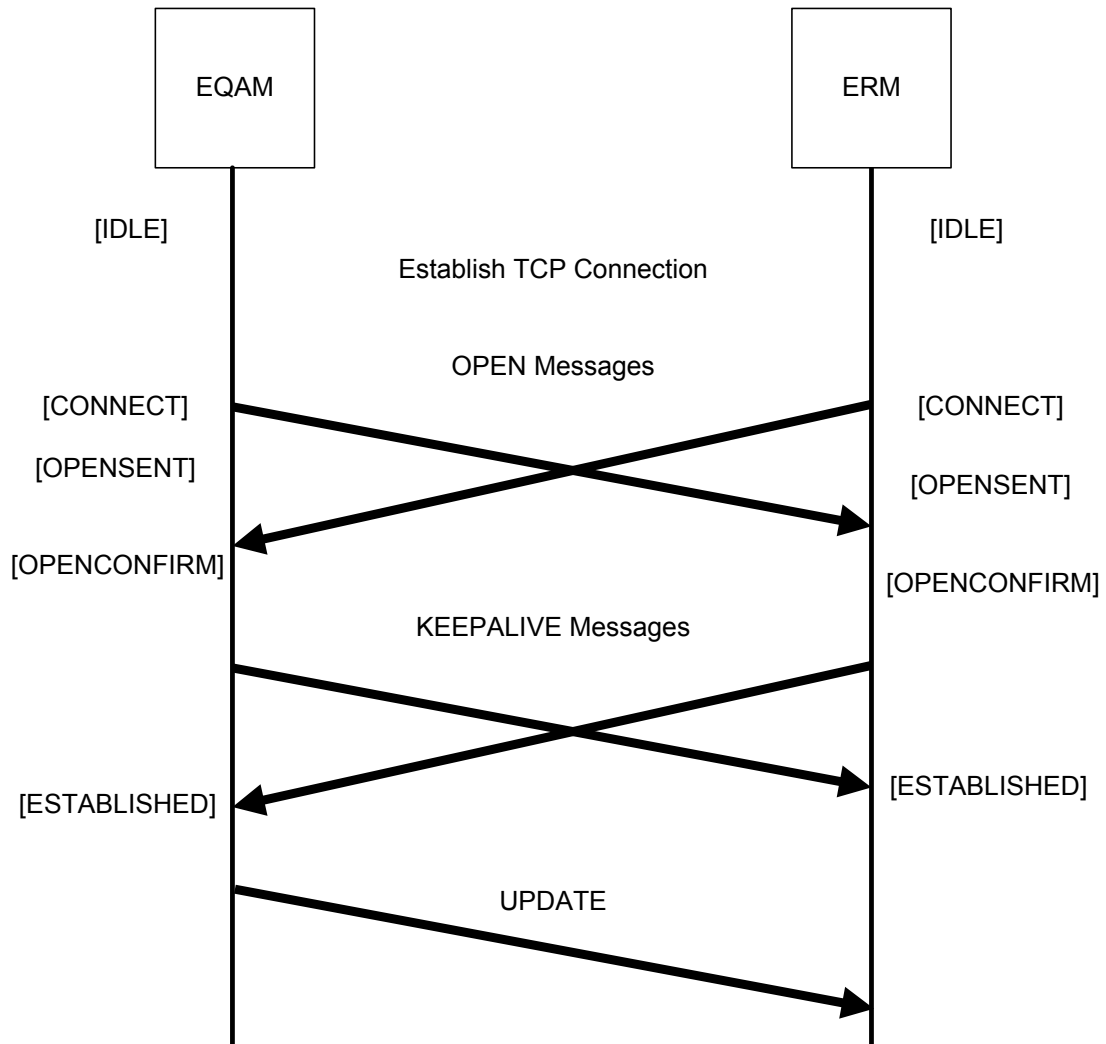 EQAM
ERM
[IDLE]
[IDLE]
Establish TCP Connection
OPEN Messages
[CONNECT]
[CONNECT]
[OPENSENT]
[OPENSENT]
[OPENCONFIRM]
[OPENCONFIRM]
KEEPALIVE Messages
[ESTABLISHED]
[ESTABLISHED]
UPDATE